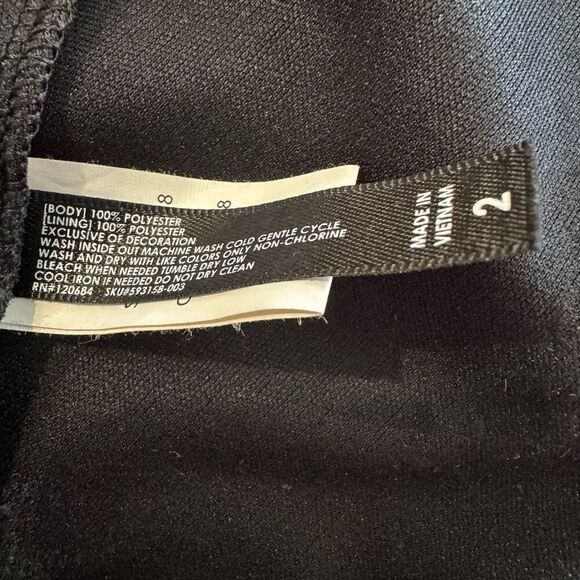 [BODY] 100% POLYESTER
[LINING] 100% POLYESTER
EXCLUSIVE OF DECORATION
WASH INSIDE OUT MACHINE WASH COLD GENTLE CYCLE
WASH AND DRY WITH LIKE COLORS ONLY NON-CHLORINE
BLEACH WHEN NEEDED TUMBLE DRY LOW
COOL IRON IF NEEDED DO NOT DRY CLEAN
RN#120684 · SKU#593158-003
MADE IN
VIETNAM
2
8
8